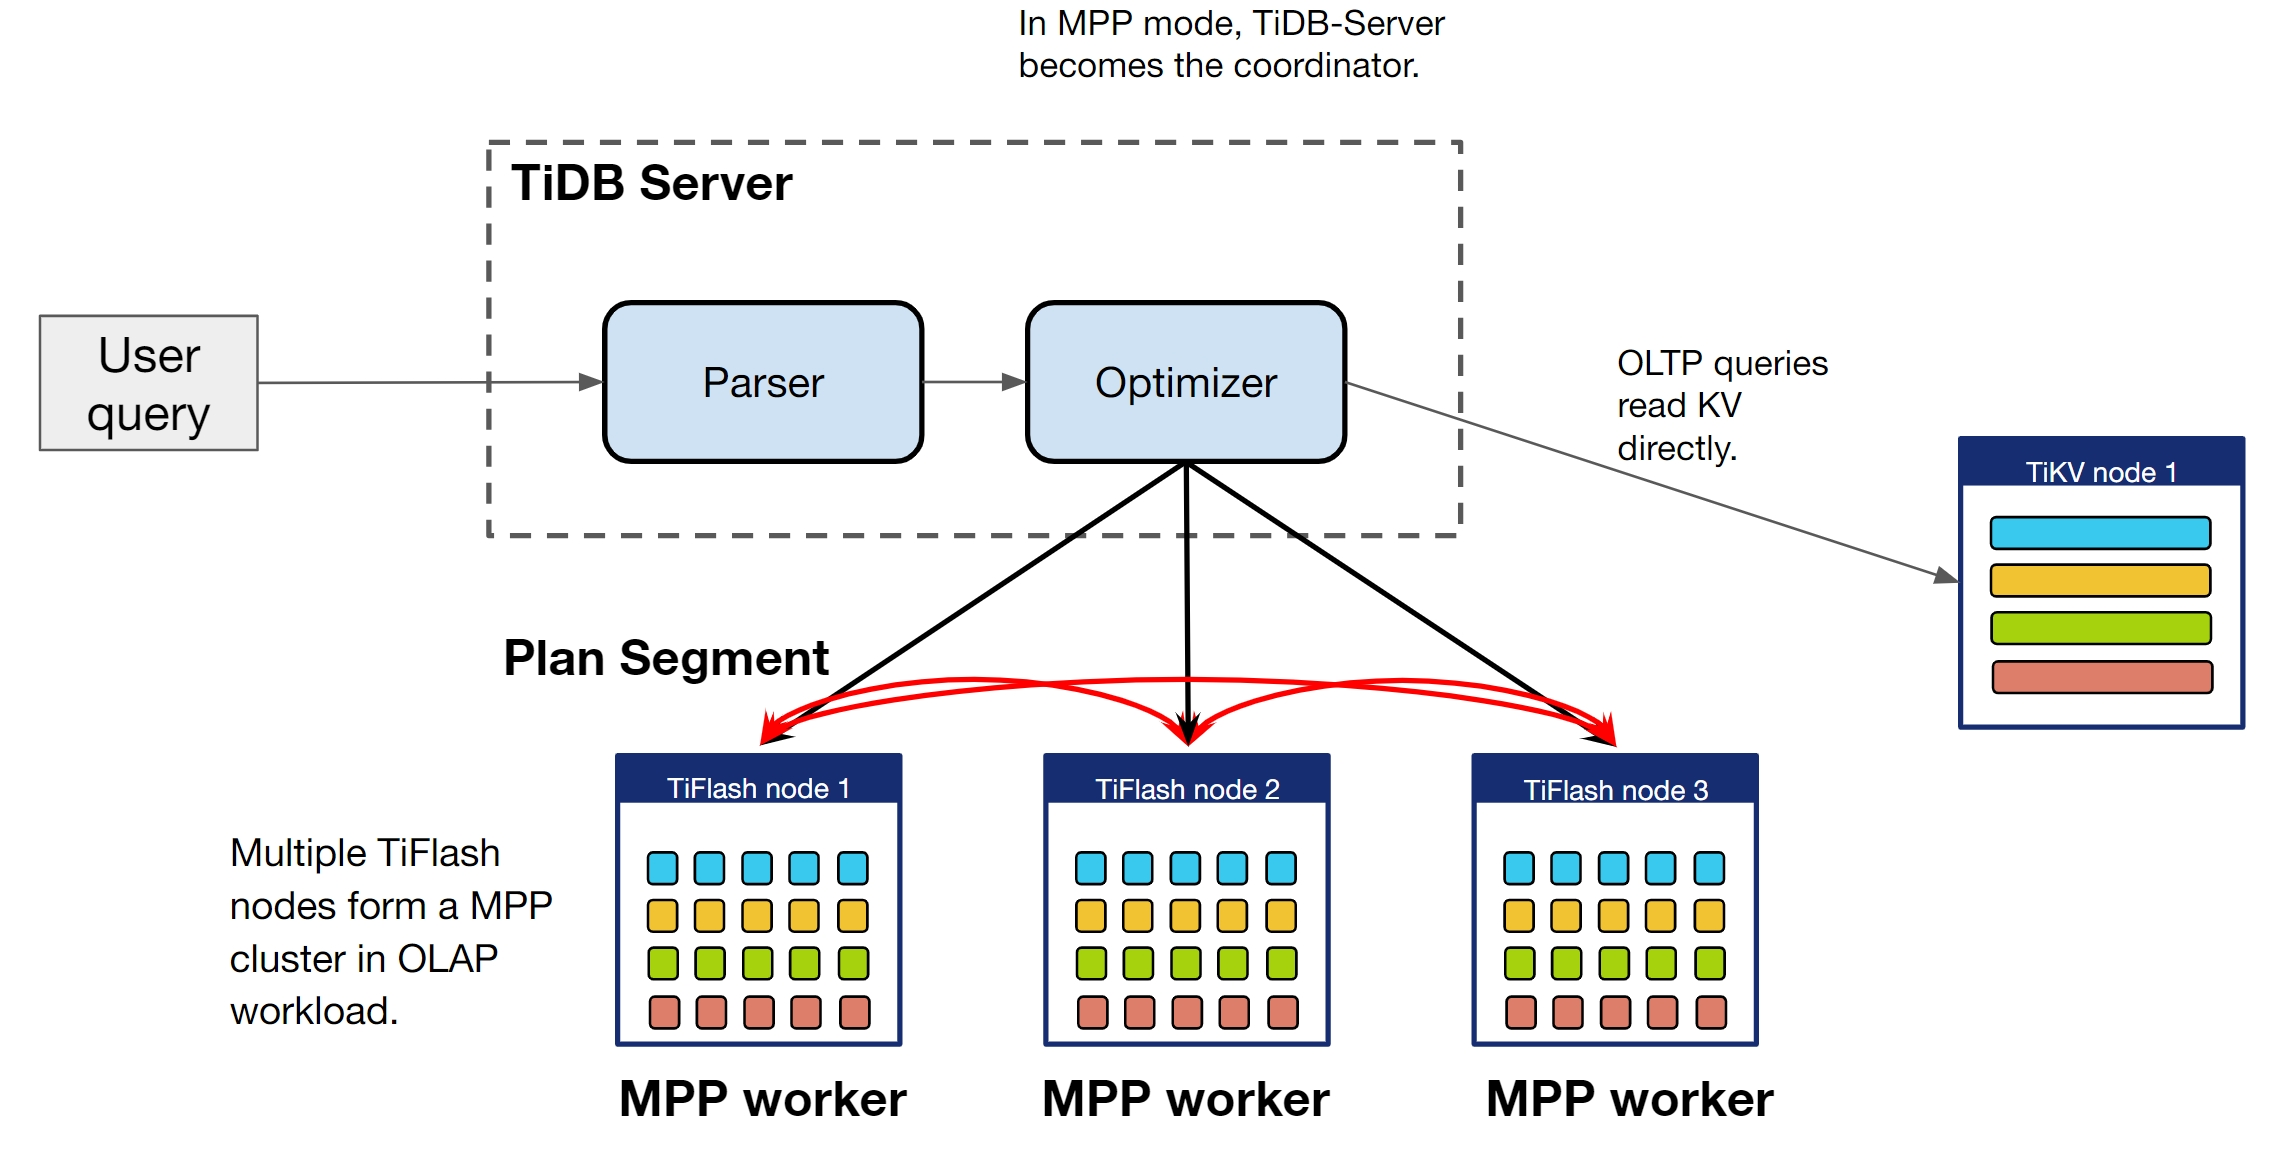 In MPP mode, TiDB-Server
becomes the coordinator.
TiDB Server
User
query
Parser
Optimizer
OLTP queries
read KV
directly.
TiKV node 1
Plan Segment
TiFlash node 1
TiFlash node 2
TiFlash node 3
Multiple TiFlash
nodes form a MPP
cluster in OLAP
workload.
MPP worker
MPP worker
MPP worker